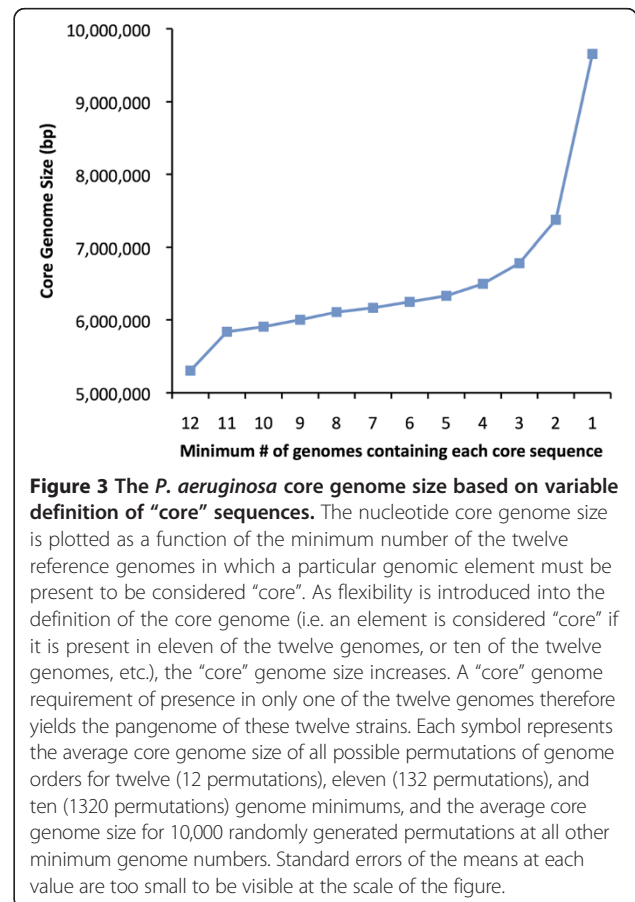 10,000,000
9,000,000
8,000,000
7,000,000
6,000,000
5,000,000
Core Genome Size (bp)
12 11 10 9 8 7 6 5 4 3 2 1
Minimum # of genomes containing each core sequence
Figure 3 The P. aeruginosa core genome size based on variable
definition of “core” sequences. The nucleotide core genome size
is plotted as a function of the minimum number of the twelve
reference genomes in which a particular genomic element must be
present to be considered “core”. As flexibility is introduced into the
definition of the core genome (i.e. an element is considered “core” if
it is present in eleven of the twelve genomes, or ten of the twelve
genomes, etc.), the “core” genome size increases. A “core” genome
requirement of presence in only one of the twelve genomes therefore
yields the pangenome of these twelve strains. Each symbol represents
the average core genome size of all possible permutations of genome
orders for twelve (12 permutations), eleven (132 permutations), and
ten (1320 permutations) genome minimums, and the average core
genome size for 10,000 randomly generated permutations at all other
minimum genome numbers. Standard errors of the means at each
value are too small to be visible at the scale of the figure.